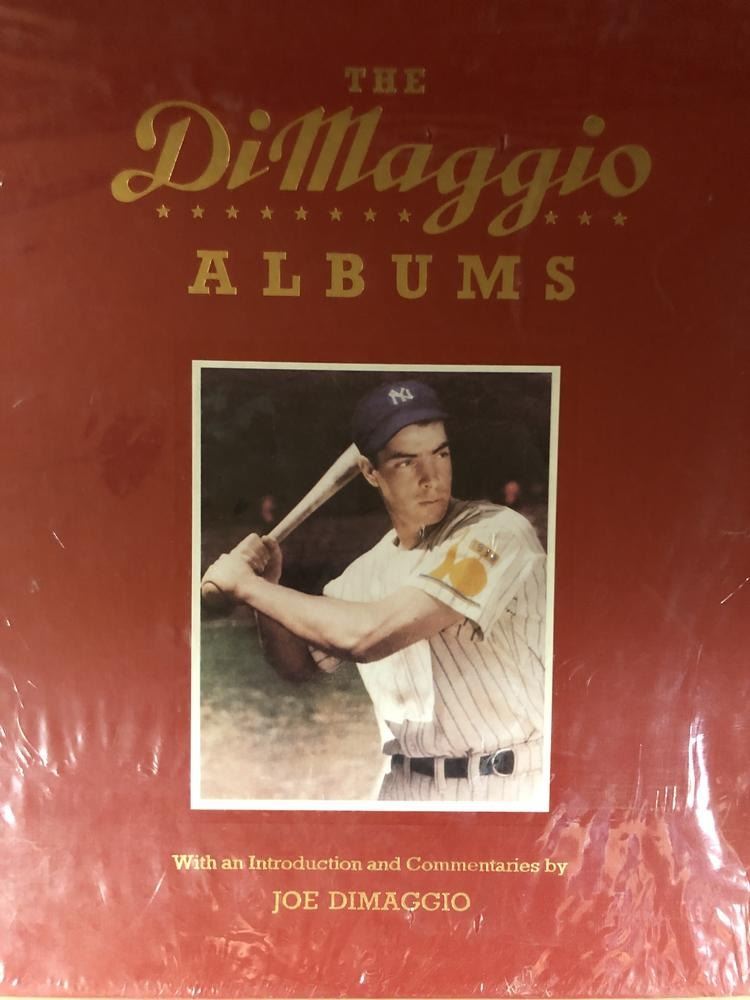 THE
DiMaggio
ALBUMS
NY
With an Introduction and Commentaries by
JOE DIMAGGIO